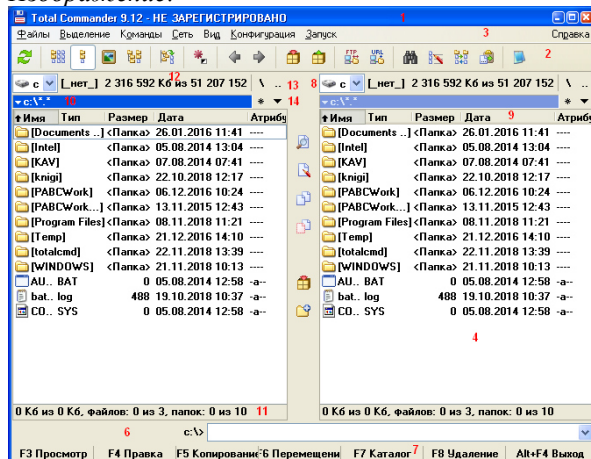 Изображение.
Total Commander 9.12 - НЕ ЗАРЕГИСТРИРОВАНО 1
Файлы Выделение Команды Сеть Вид Конфигурация Запуск 3 Справка
FTP URL 2
c [_нет_] 2 316 592 Кб из 51 207 152 \ .. 13 8 c [_нет_] 2 316 592 Кб из 51 207 152 \ ..
12
c:\*.* 10 * 14 c:\*.* *
Имя Тип Размер Дата Атрибу Имя Тип Размер Дата 9 Атрибу
[Documents ..] <Папка> 26.01.2016 11:41 ---- [Documents ..] <Папка> 26.01.2016 11:41 ----
[Intel] <Папка> 05.08.2014 13:04 ---- [Intel] <Папка> 05.08.2014 13:04 ----
[KAV] <Папка> 07.08.2014 07:41 ---- [KAV] <Папка> 07.08.2014 07:41 ----
[knigi] <Папка> 22.10.2018 12:17 ---- [knigi] <Папка> 22.10.2018 12:17 ----
[PABCWork] <Папка> 06.12.2016 10:24 ---- [PABCWork] <Папка> 06.12.2016 10:24 ----
[PABCWork...] <Папка> 13.11.2015 12:43 ---- [PABCWork...] <Папка> 13.11.2015 12:43 ----
[Program Files] <Папка> 08.11.2018 11:21 ---- [Program Files] <Папка> 08.11.2018 11:21 ----
[Temp] <Папка> 21.12.2016 14:10 ---- [Temp] <Папка> 21.12.2016 14:10 ----
[totalcmd] <Папка> 22.11.2018 13:39 ---- [totalcmd] <Папка> 22.11.2018 13:39 ----
[WINDOWS] <Папка> 21.11.2018 10:13 ---- [WINDOWS] <Папка> 21.11.2018 10:13 ----
AU.. BAT 0 05.08.2014 12:58 -a-- AU.. BAT 0 05.08.2014 12:58 -a--
bat.. log 488 19.10.2018 10:37 -a-- bat.. log 488 19.10.2018 10:37 -a--
CO.. SYS 0 05.08.2014 12:58 -a-- CO.. SYS 0 05.08.2014 12:58 -a--
4
0 Кб из 0 Кб, файлов: 0 из 3, папок: 0 из 10 11 0 Кб из 0 Кб, файлов: 0 из 3, папок: 0 из 10
6 c:\>
F3 Просмотр F4 Правка F5 Копирование F6 Перемещени F7 Каталог 7 F8 Удаление Alt+F4 Выход